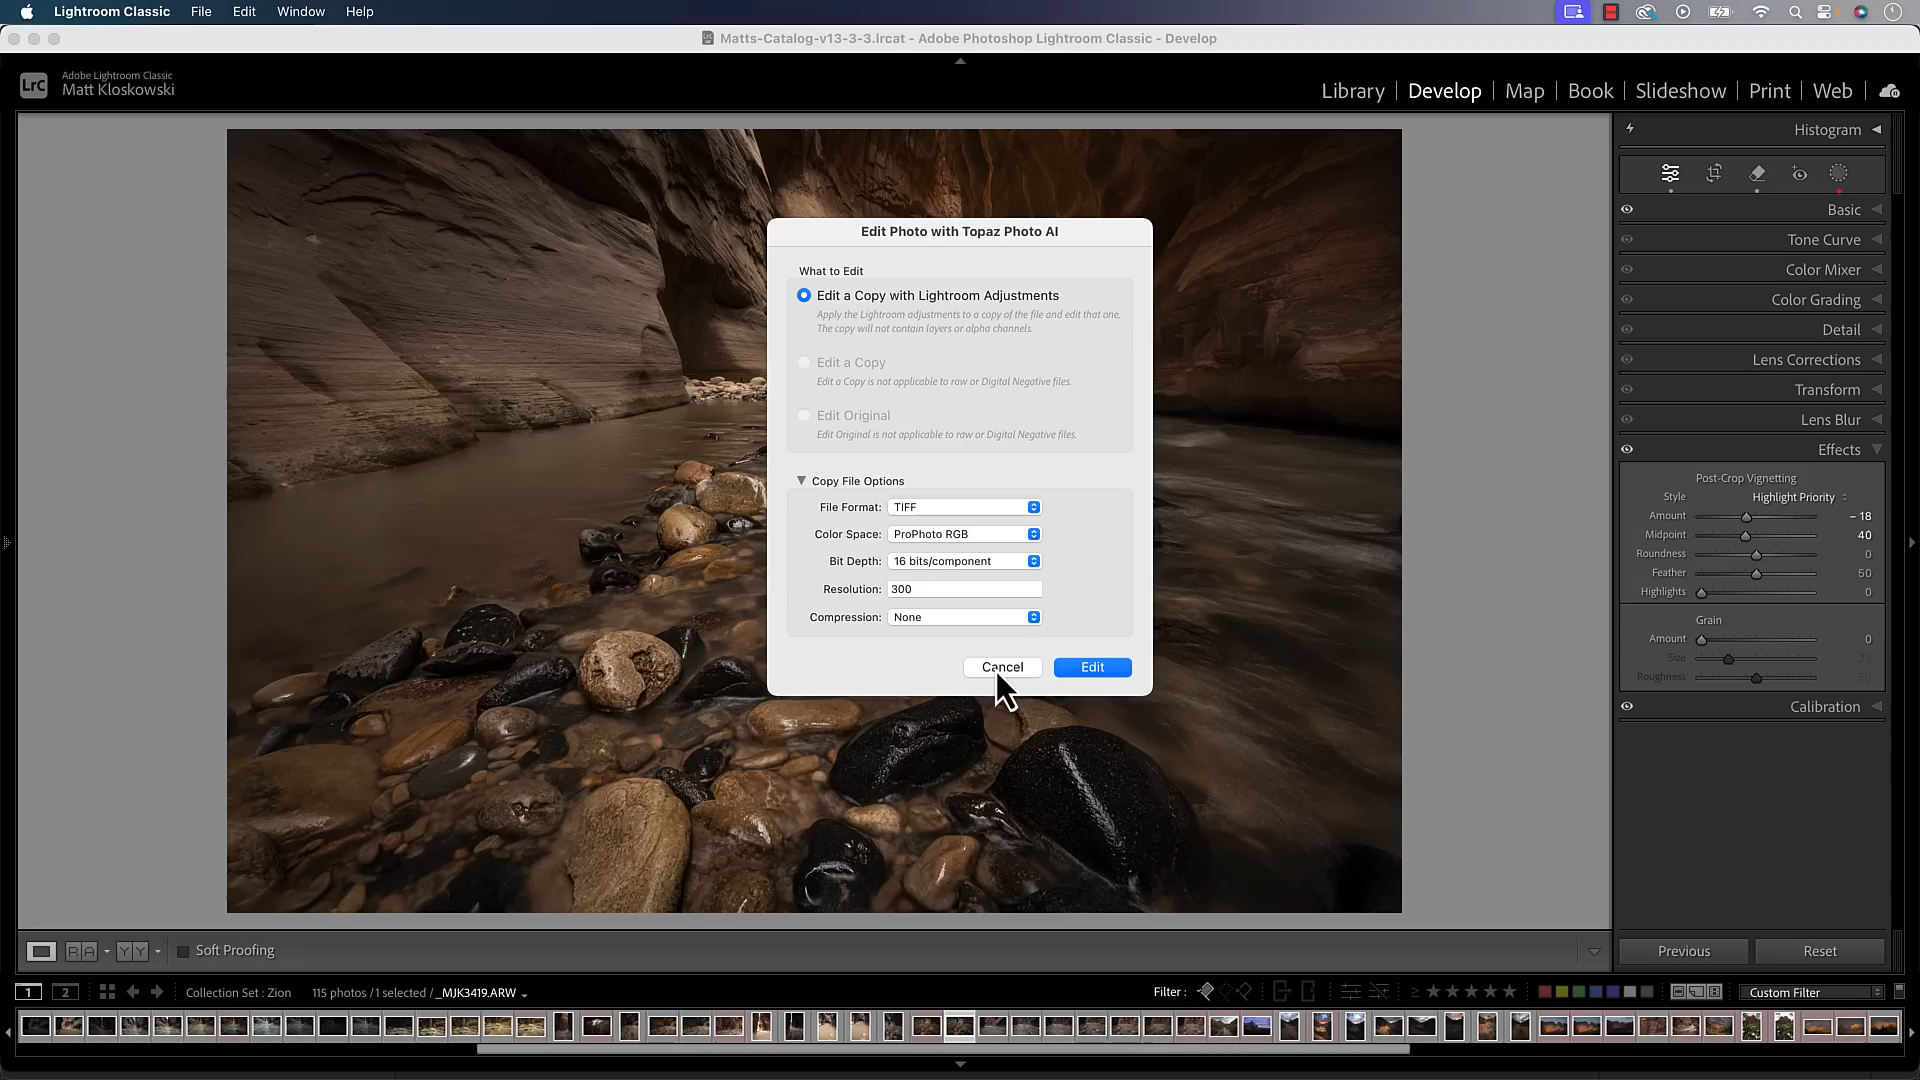 Lightroom Classic File Edit Window Help
Matts-Catalog-v13-3-3.lrcat - Adobe Photoshop Lightroom Classic - Develop
LrC
Adobe Lightroom Classic
Matt Kloskowski
Library | Develop | Map | Book | Slideshow | Print | Web
Histogram
Basic
Tone Curve
Color Mixer
Color Grading
Detail
Lens Corrections
Transform
Lens Blur
Effects
Post-Crop Vignetting
Style Highlight Priority
Amount – 18
Midpoint 40
Roundness 0
Feather 50
Highlights 0
Grain
Amount 0
Size 25
Roughness 50
Calibration
Previous Reset
Edit Photo with Topaz Photo AI
What to Edit
Edit a Copy with Lightroom Adjustments
Apply the Lightroom adjustments to a copy of the file and edit that one.
The copy will not contain layers or alpha channels.
Edit a Copy
Edit a Copy is not applicable to raw or Digital Negative files.
Edit Original
Edit Original is not applicable to raw or Digital Negative files.
Copy File Options
File Format: TIFF
Color Space: ProPhoto RGB
Bit Depth: 16 bits/component
Resolution: 300
Compression: None
Cancel Edit
R A Y Y Soft Proofing
1 2 Collection Set : Zion 115 photos / 1 selected / _MJK3419.ARW Filter : ≥ Custom Filter